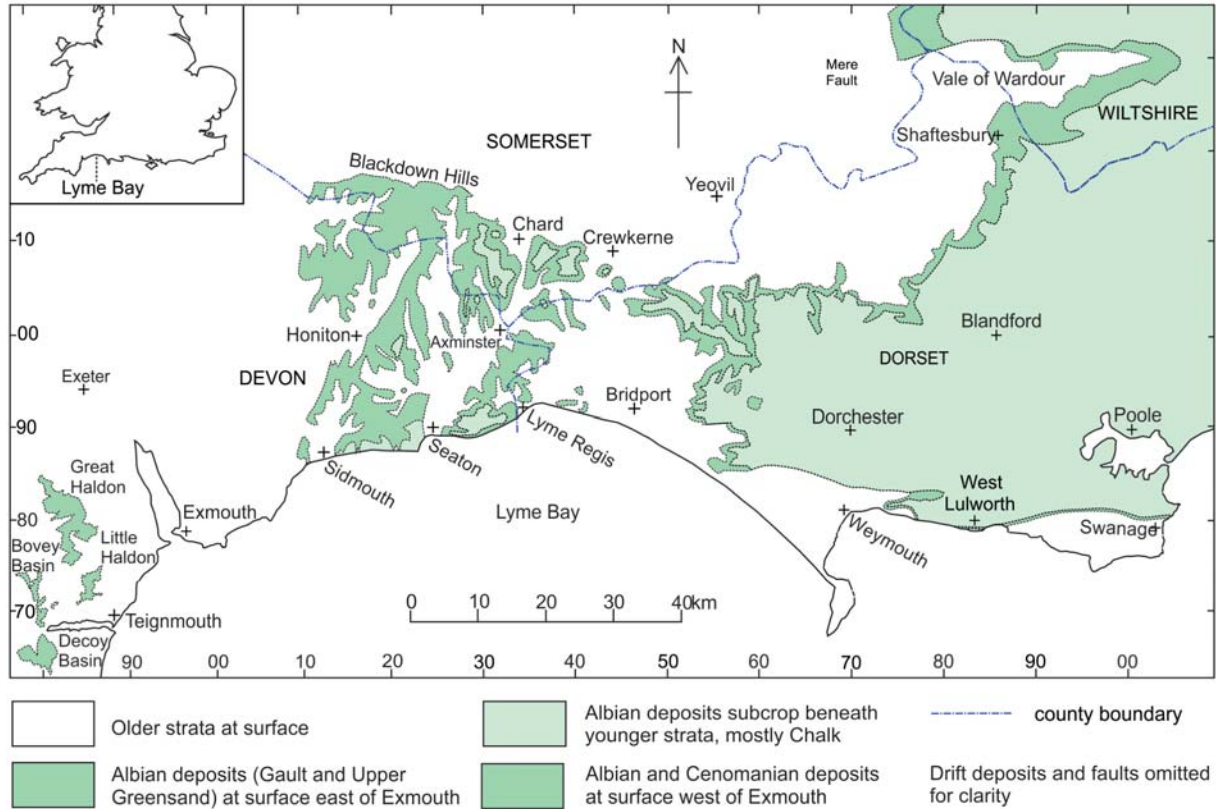 Lyme Bay
N
Mere
Fault
Vale of Wardour
WILTSHIRE
SOMERSET
Shaftesbury
Blackdown Hills
Yeovil
Chard
Crewkerne
10
Honiton
Axminster
00
Blandford
DORSET
Exeter
DEVON
Bridport
Dorchester
Poole
90
Lyme Regis
Seaton
Sidmouth
Great
Haldon
Exmouth
West
Lulworth
Lyme Bay
80
Little
Haldon
Bovey
Basin
Weymouth
Swanage
0 10 20 30 40km
70
Teignmouth
Decoy
Basin
90 00 10 20 30 40 50 60 70 80 90 00
Older strata at surface
Albian deposits subcrop beneath
younger strata, mostly Chalk
county boundary
Albian deposits (Gault and Upper
Greensand) at surface east of Exmouth
Albian and Cenomanian deposits
at surface west of Exmouth
Drift deposits and faults omitted
for clarity